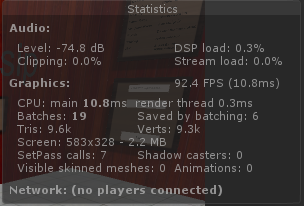 Statistics
Audio:
Level: -74.8 dB DSP load: 0.3%
Clipping: 0.0% Stream load: 0.0%
Graphics: 92.4 FPS (10.8ms)
CPU: main 10.8ms render thread 0.3ms
Batches: 19 Saved by batching: 6
Tris: 9.6k Verts: 9.3k
Screen: 583x328 - 2.2 MB
SetPass calls: 7 Shadow casters: 0
Visible skinned meshes: 0 Animations: 0
Network: (no players connected)